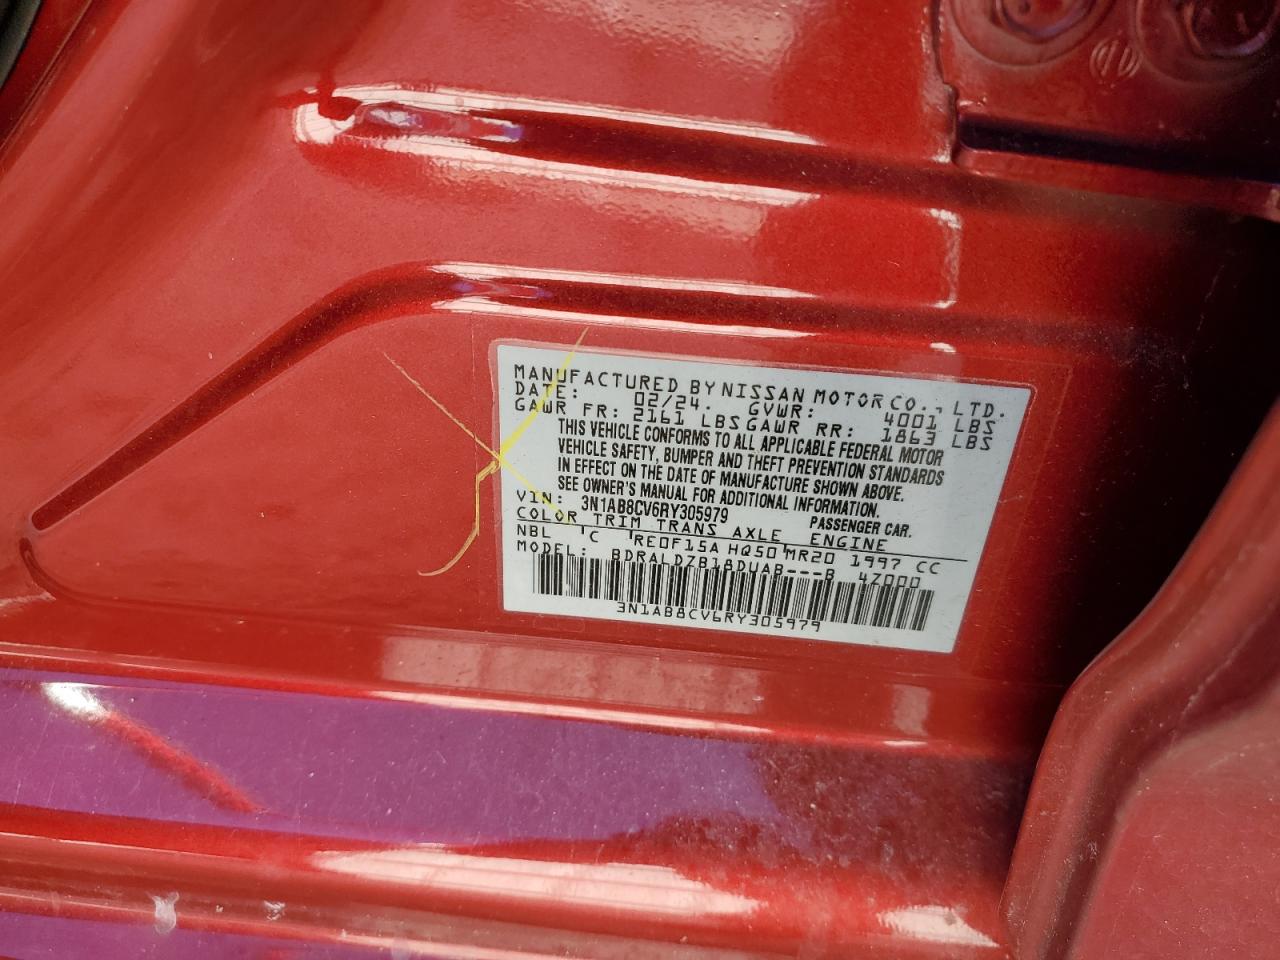 MANUFACTURED BY NISSAN MOTOR CO., LTD.
DATE: 02/24. GVWR: 4001 LBS
GAWR FR: 2161 LBS GAWR RR: 1863 LBS
THIS VEHICLE CONFORMS TO ALL APPLICABLE FEDERAL MOTOR
VEHICLE SAFETY, BUMPER AND THEFT PREVENTION STANDARDS
IN EFFECT ON THE DATE OF MANUFACTURE SHOWN ABOVE.
SEE OWNER'S MANUAL FOR ADDITIONAL INFORMATION.
VIN: 3N1AB8CV6RY305979 PASSENGER CAR.
COLOR TRIM TRANS AXLE ENGINE
NBL C RE0F15A HQ50 MR20 1997 CC
MODEL: BDRALDZB18DUAB---B 4Z000
3N1AB8CV6RY305979